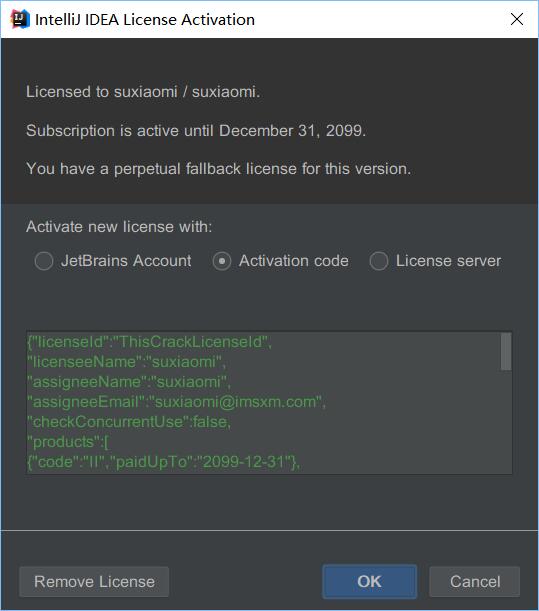 IntelliJ IDEA License Activation
Licensed to suxiaomi / suxiaomi.
Subscription is active until December 31, 2099.
You have a perpetual fallback license for this version.
Activate new license with:
JetBrains Account Activation code License server
{"licenseId":"ThisCrackLicenseId",
"licenseeName":"suxiaomi",
"assigneeName":"suxiaomi",
"assigneeEmail":"suxiaomi@imsxm.com",
"checkConcurrentUse":false,
"products":[
{"code":"II","paidUpTo":"2099-12-31"},
Remove License OK Cancel